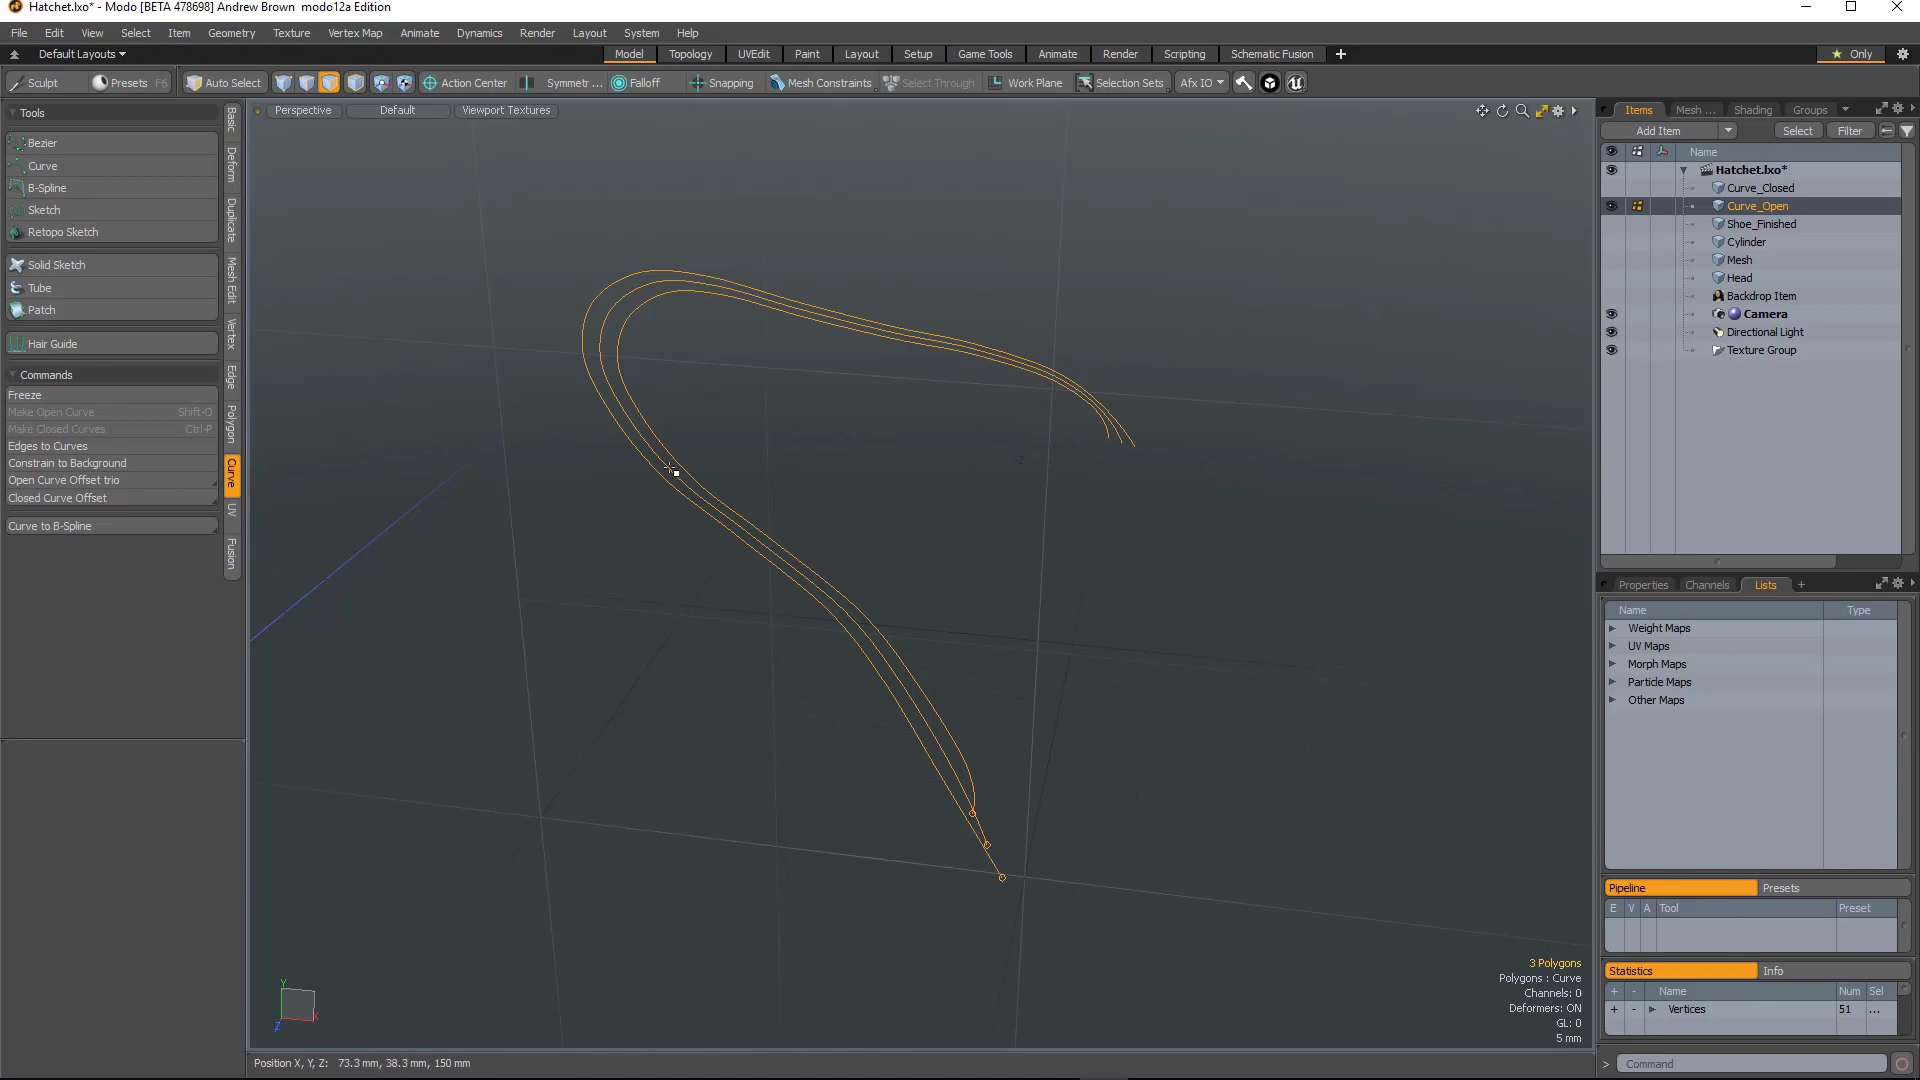 Hatchet.lxo* - Modo [BETA 478698] Andrew Brown  modo12a Edition
File Edit View Select Item Geometry Texture Vertex Map Animate Dynamics Render Layout System Help
Default Layouts Model Topology UVEdit Paint Layout Setup Game Tools Animate Render Scripting Schematic Fusion Only
Sculpt Presets F6 Auto Select Action Center Symmetr ... Falloff Snapping Mesh Constraints Select Through Work Plane Selection Sets Afx IO
Tools
Bezier
Curve
B-Spline
Sketch
Retopo Sketch
Solid Sketch
Tube
Patch
Hair Guide
Commands
Freeze
Make Open Curve Shift-O
Make Closed Curves Ctrl-P
Edges to Curves
Constrain to Background
Open Curve Offset trio
Closed Curve Offset
Curve to B-Spline
Basic
Deform
Duplicate
Mesh Edit
Vertex
Edge
Polygon
Curve
UV
Fusion
Perspective Default Viewport Textures
Y
X
Z
3 Polygons
Polygons : Curve
Channels: 0
Deformers: ON
GL: 0
5 mm
Position X, Y, Z: 73.3 mm, 38.3 mm, 150 mm
Items Mesh ... Shading Groups
Add Item Select Filter
Name
Hatchet.lxo*
Curve_Closed
Curve_Open
Shoe_Finished
Cylinder
Mesh
Head
Backdrop Item
Camera
Directional Light
Texture Group
Properties Channels Lists +
Name Type
Weight Maps
UV Maps
Morph Maps
Particle Maps
Other Maps
Pipeline Presets
E V A Tool Preset
Statistics Info
+ - Name Num Sel
+ - Vertices 51 ...
> Command